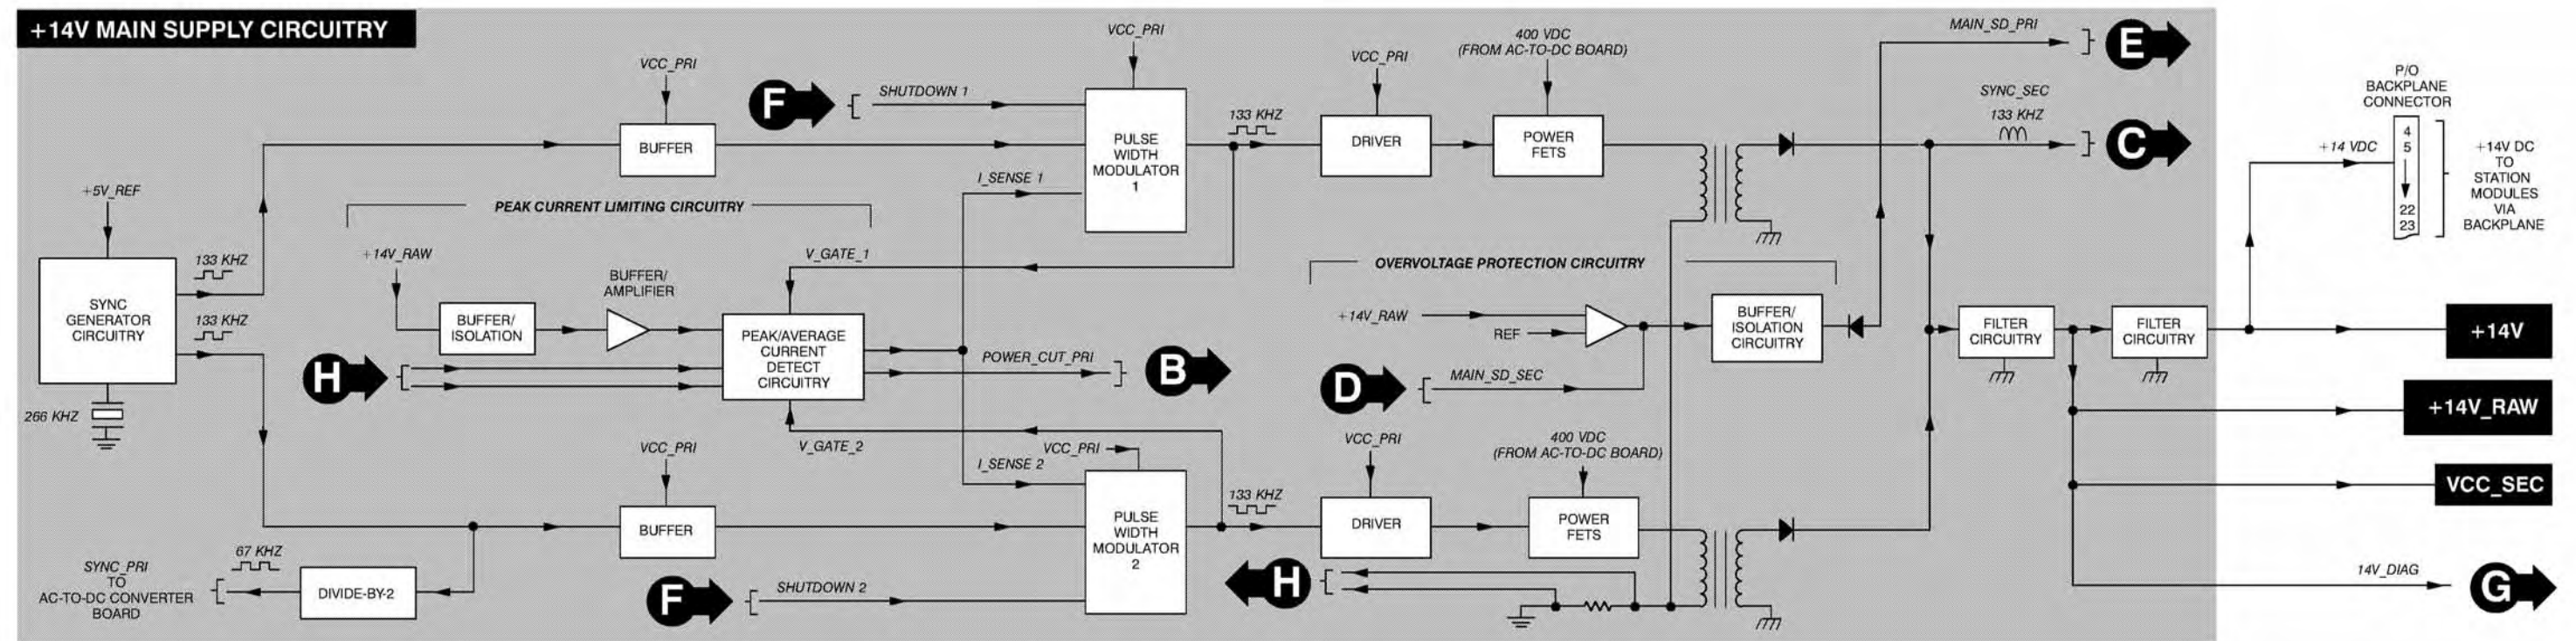 +14V MAIN SUPPLY CIRCUITRY
MAIN_SD_PRI
E
VCC_PRI
400 VDC
(FROM AC-TO-DC BOARD)
VCC_PRI
VCC_PRI
F
SHUTDOWN 1
SYNC_SEC
133 KHZ
C
P/O
BACKPLANE
CONNECTOR
4
5
22
23
+14 VDC
+14V DC
TO
STATION
MODULES
VIA
BACKPLANE
BUFFER
PULSE
WIDTH
MODULATOR
1
133 KHZ
DRIVER
POWER
FETS
I_SENSE 1
+5V_REF
PEAK CURRENT LIMITING CIRCUITRY
133 KHZ
+14V_RAW
V_GATE_1
BUFFER/
AMPLIFIER
OVERVOLTAGE PROTECTION CIRCUITRY
SYNC
GENERATOR
CIRCUITRY
133 KHZ
BUFFER/
ISOLATION
PEAK/AVERAGE
CURRENT
DETECT
CIRCUITRY
+14V_RAW
REF
BUFFER/
ISOLATION
CIRCUITRY
FILTER
CIRCUITRY
FILTER
CIRCUITRY
+14V
H
POWER_CUT_PRI
B
D
MAIN_SD_SEC
266 KHZ
+14V_RAW
VCC_PRI
V_GATE_2
VCC_PRI
I_SENSE 2
VCC_PRI
400 VDC
(FROM AC-TO-DC BOARD)
VCC_SEC
BUFFER
PULSE
WIDTH
MODULATOR
2
133 KHZ
DRIVER
POWER
FETS
67 KHZ
SYNC_PRI
TO
AC-TO-DC CONVERTER
BOARD
DIVIDE-BY-2
F
SHUTDOWN 2
H
14V_DIAG
G